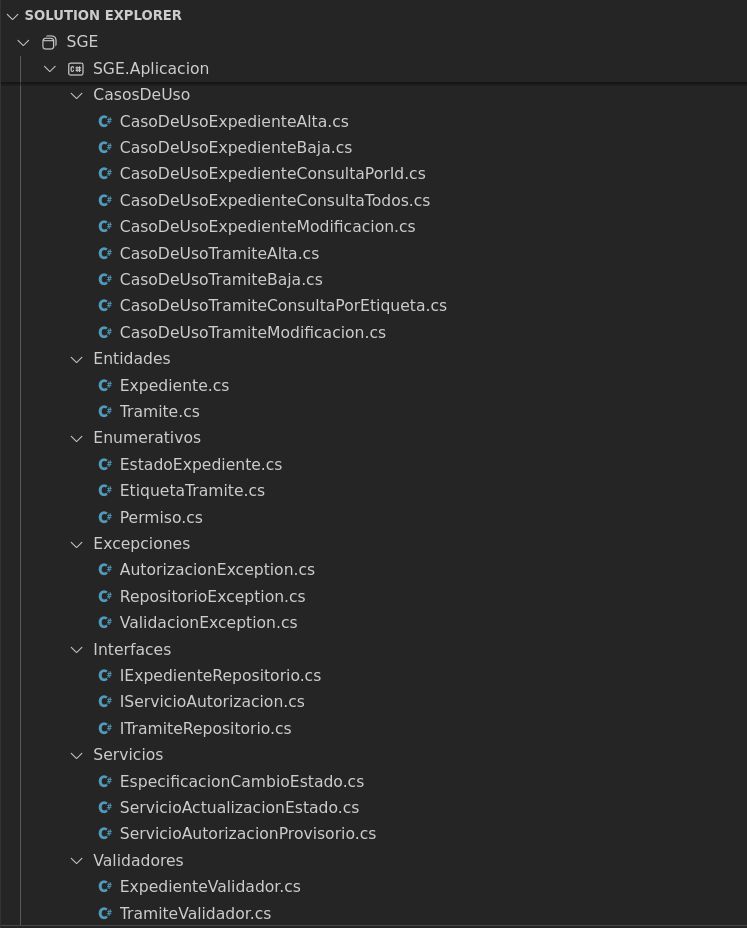 SOLUTION EXPLORER
SGE
C# SGE.Aplicacion
CasosDeUso
C# CasoDeUsoExpedienteAlta.cs
C# CasoDeUsoExpedienteBaja.cs
C# CasoDeUsoExpedienteConsultaPorId.cs
C# CasoDeUsoExpedienteConsultaTodos.cs
C# CasoDeUsoExpedienteModificacion.cs
C# CasoDeUsoTramiteAlta.cs
C# CasoDeUsoTramiteBaja.cs
C# CasoDeUsoTramiteConsultaPorEtiqueta.cs
C# CasoDeUsoTramiteModificacion.cs
Entidades
C# Expediente.cs
C# Tramite.cs
Enumerativos
C# EstadoExpediente.cs
C# EtiquetaTramite.cs
C# Permiso.cs
Excepciones
C# AutorizacionException.cs
C# RepositorioException.cs
C# ValidacionException.cs
Interfaces
C# IExpedienteRepositorio.cs
C# IServicioAutorizacion.cs
C# ITramiteRepositorio.cs
Servicios
C# EspecificacionCambioEstado.cs
C# ServicioActualizacionEstado.cs
C# ServicioAutorizacionProvisorio.cs
Validadores
C# ExpedienteValidador.cs
C# TramiteValidador.cs